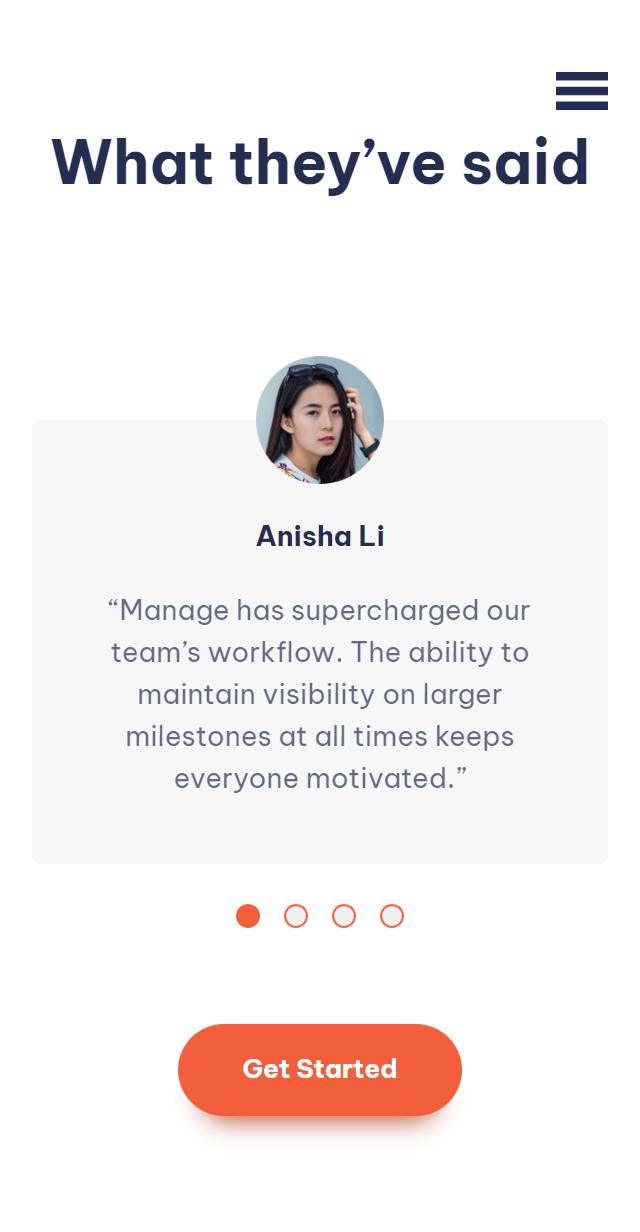 What they’ve said
Anisha Li
“Manage has supercharged our
team’s workflow. The ability to
maintain visibility on larger
milestones at all times keeps
everyone motivated.”
Get Started